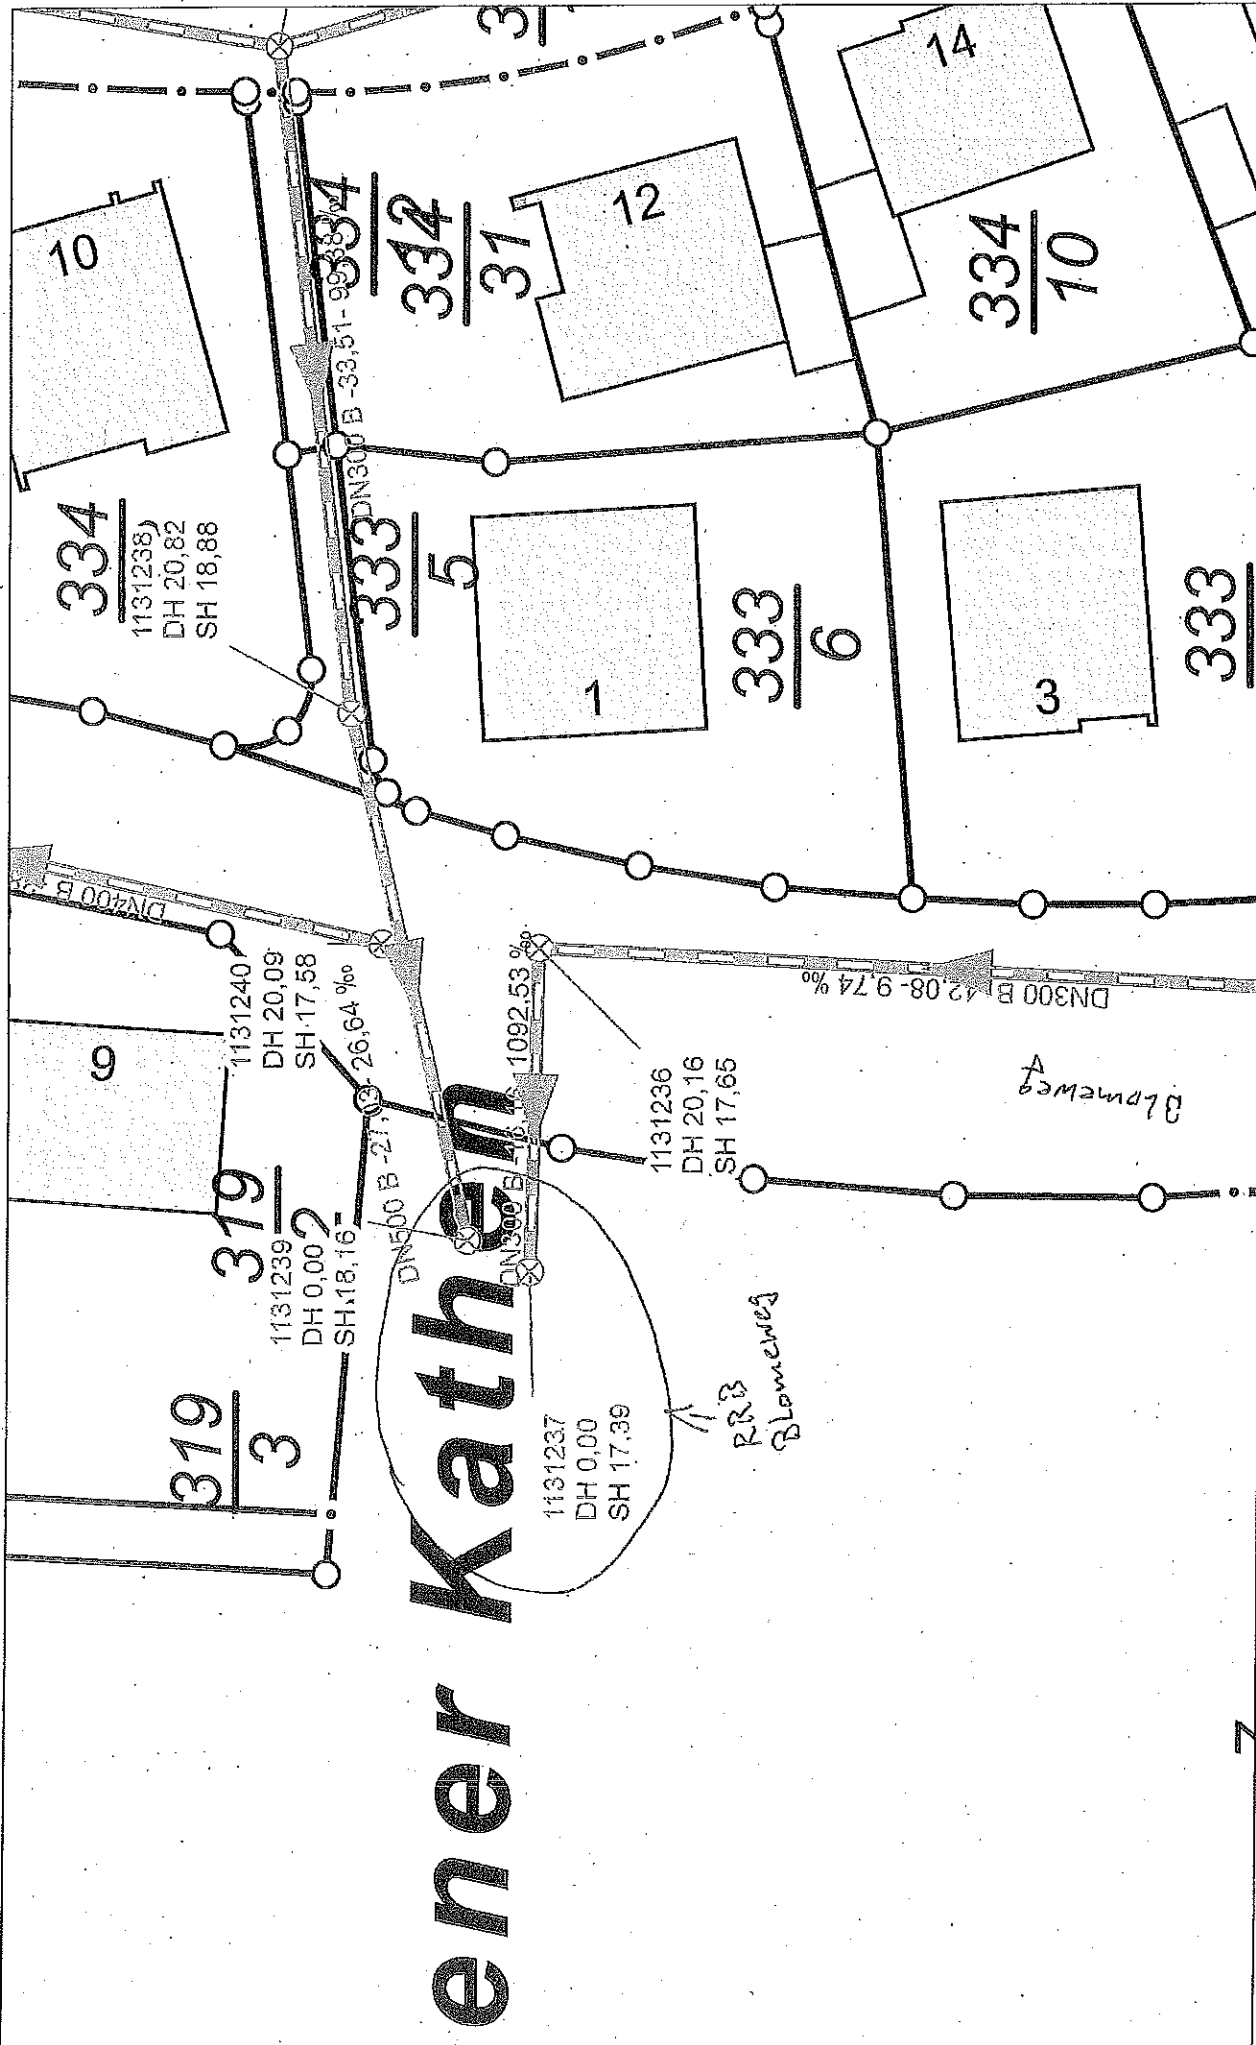 14
12
10
334
10
334
31
334
1131238
DH 20,82
SH 18,88
DN300 B -33,51-
333
5
1
333
6
3
333
DN400 B
9
1131240
DH 20,09
SH 17,58
26,64 ‰
DN500 B -21,
1092,53 ‰
DN300 B
DN300 B 42,08- 9,74 ‰
1131236
DH 20,16
SH 17,65
Blomeweg
319
2
1131239
DH 0,00
SH 18,16
319
3
1131237
DH 0,00
SH 17,39
RRB
Blomeweg
ener Kathen
7